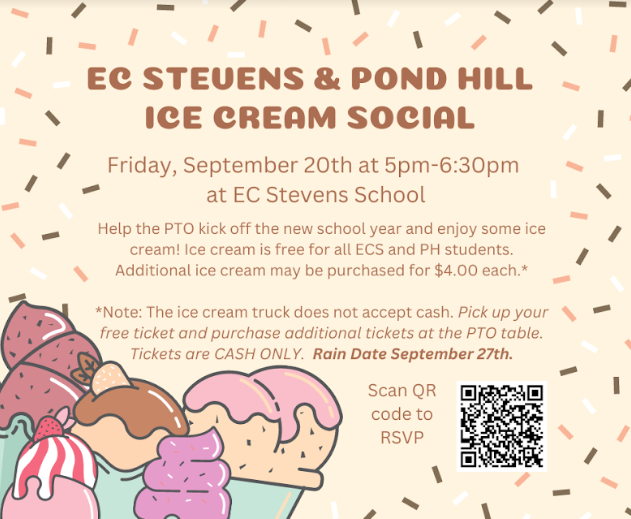 EC STEVENS & POND HILL
ICE CREAM SOCIAL
Friday, September 20th at 5pm-6:30pm
at EC Stevens School
Help the PTO kick off the new school year and enjoy some ice
cream! Ice cream is free for all ECS and PH students.
Additional ice cream may be purchased for $4.00 each.*
*Note: The ice cream truck does not accept cash. Pick up your
free ticket and purchase additional tickets at the PTO table.
Tickets are CASH ONLY. Rain Date September 27th.
Scan QR
code to
RSVP